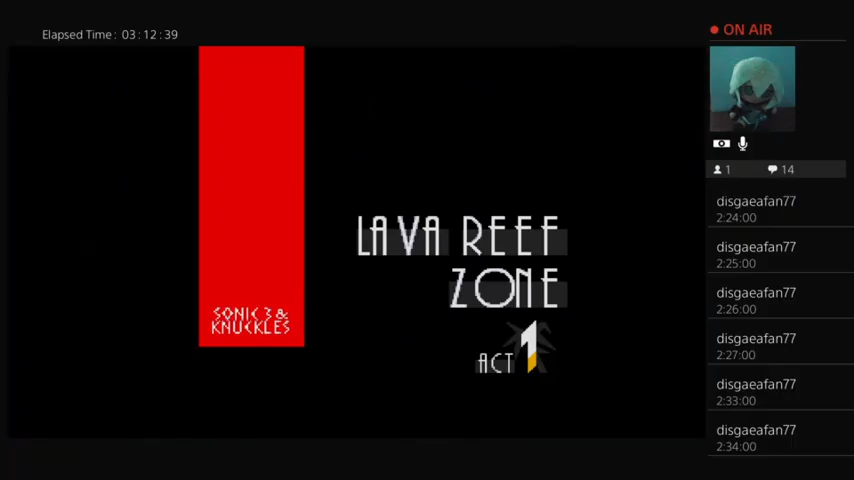 Elapsed Time : 03:12:39
ON AIR
1
14
disgaeafan77
2:24:00
disgaeafan77
2:25:00
disgaeafan77
2:26:00
disgaeafan77
2:27:00
disgaeafan77
2:33:00
disgaeafan77
2:34:00
LAVA REEF
ZONE
ACT 1
SONIC 3 &
KNUCKLES